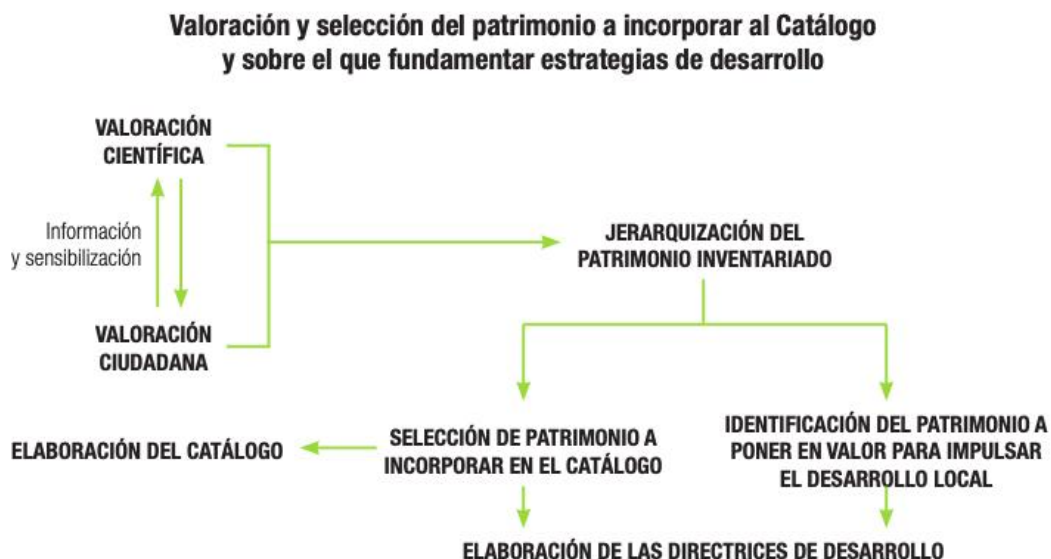 Valoración y selección del patrimonio a incorporar al Catálogo
y sobre el que fundamentar estrategias de desarrollo
VALORACIÓN
CIENTÍFICA
Información
y sensibilización
JERARQUIZACIÓN DEL
PATRIMONIO INVENTARIADO
VALORACIÓN
CIUDADANA
ELABORACIÓN DEL CATÁLOGO
SELECCIÓN DE PATRIMONIO A
INCORPORAR EN EL CATÁLOGO
IDENTIFICACIÓN DEL PATRIMONIO A
PONER EN VALOR PARA IMPULSAR
EL DESARROLLO LOCAL
ELABORACIÓN DE LAS DIRECTRICES DE DESARROLLO